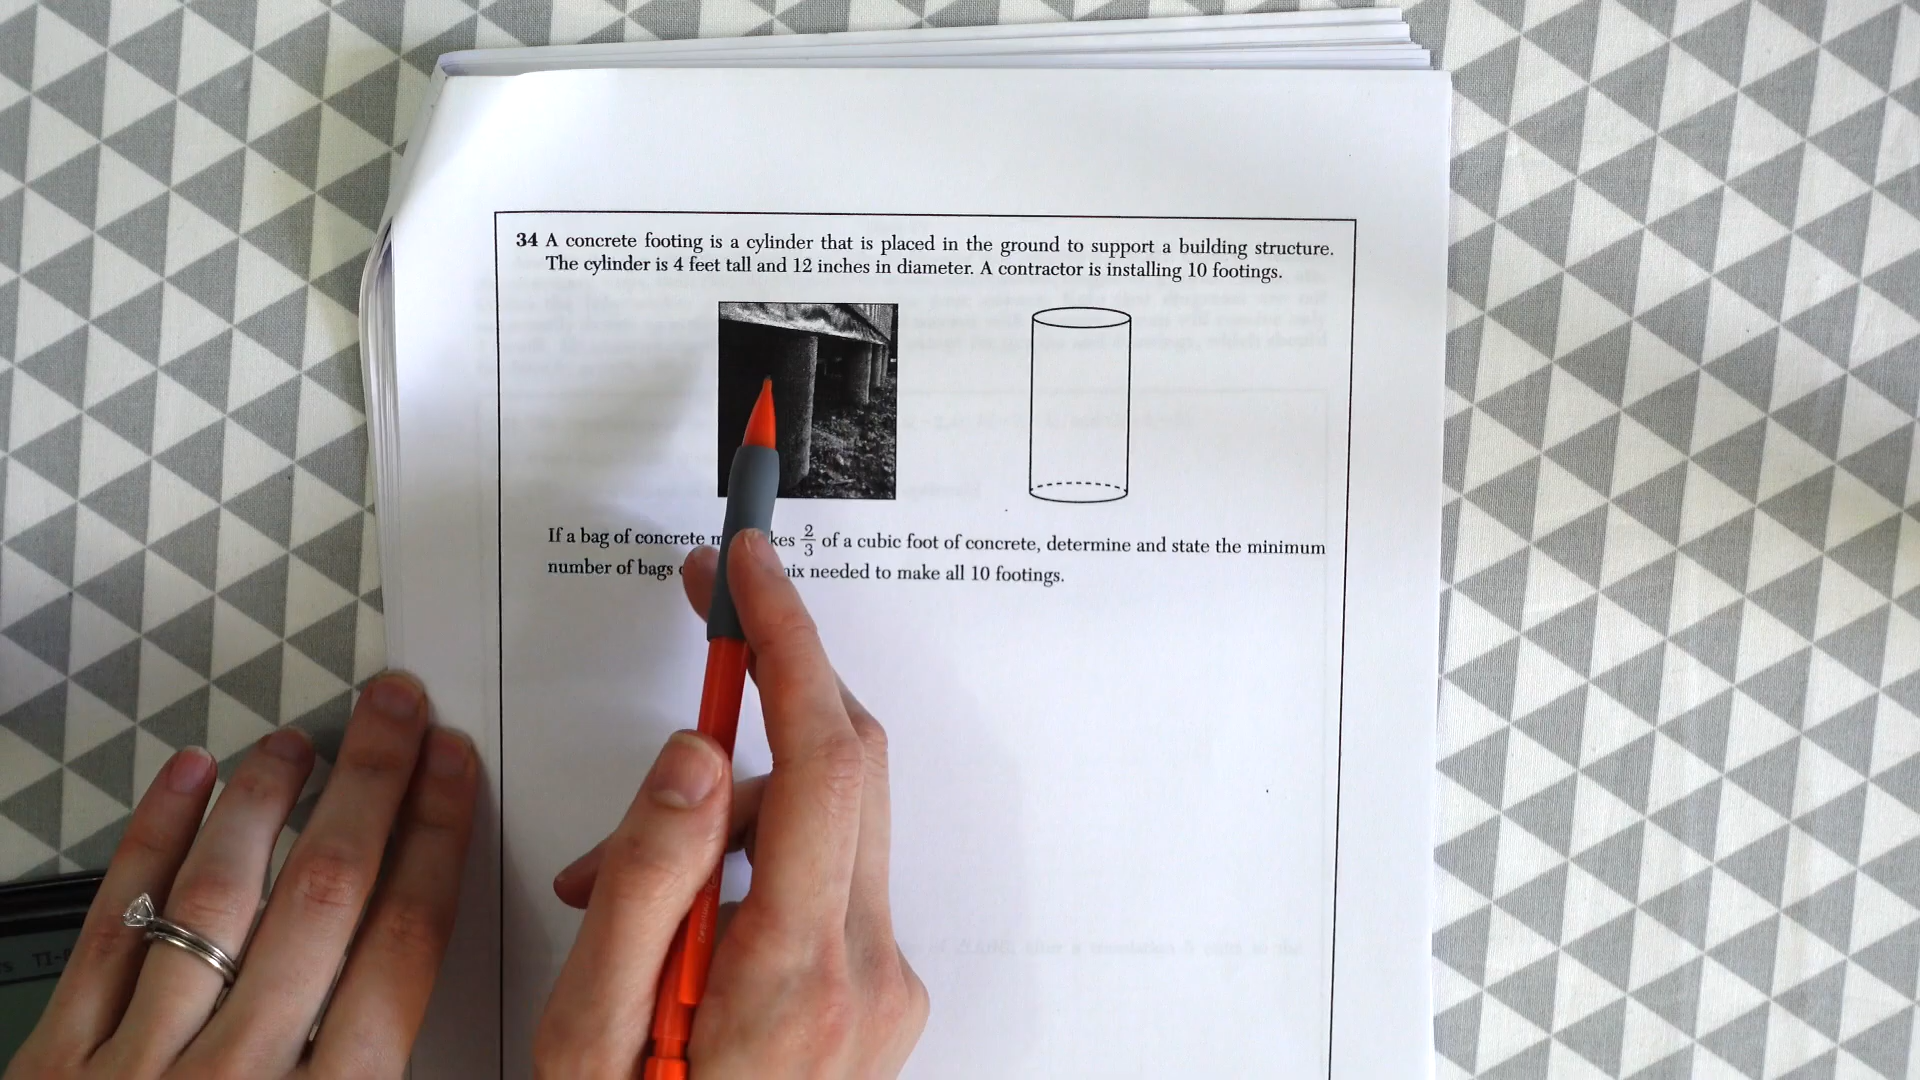 34 A concrete footing is a cylinder that is placed in the ground to support a building structure.
The cylinder is 4 feet tall and 12 inches in diameter. A contractor is installing 10 footings.
If a bag of concrete 2/3 of a cubic foot of concrete, determine and state the minimum
number of bags needed to make all 10 footings.